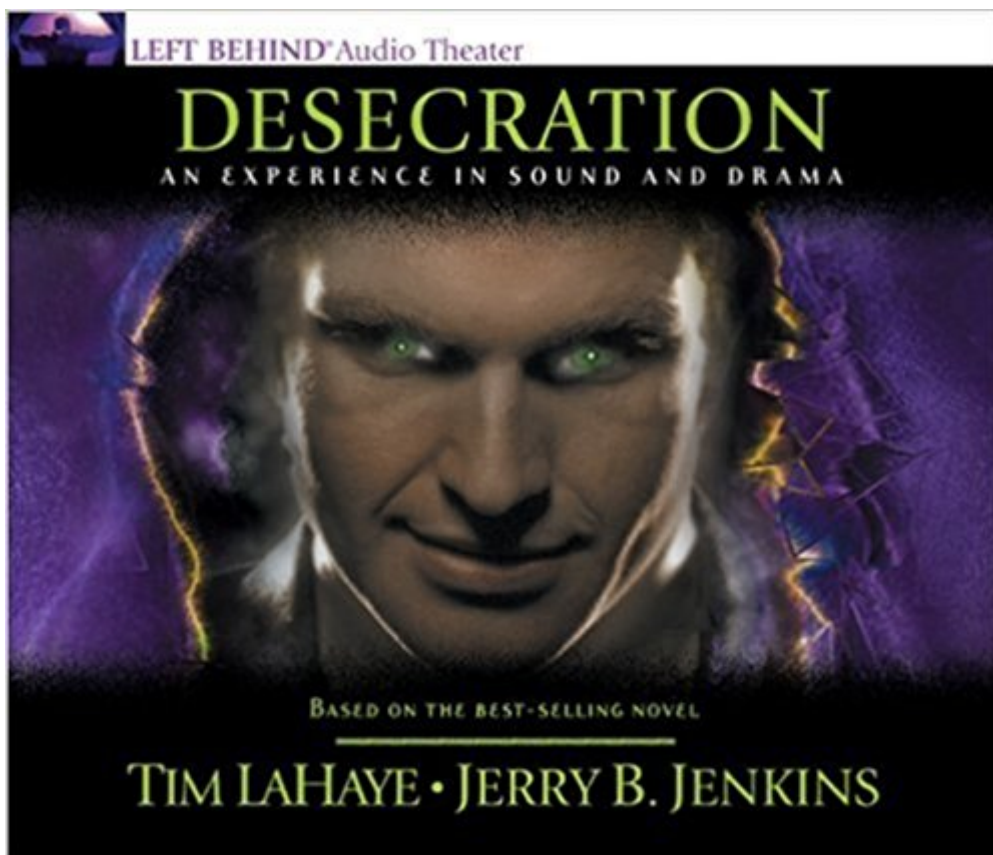 LEFT BEHIND® Audio Theater
DESECRATION
AN EXPERIENCE IN SOUND AND DRAMA
BASED ON THE BEST-SELLING NOVEL
TIM LAHAYE • JERRY B. JENKINS